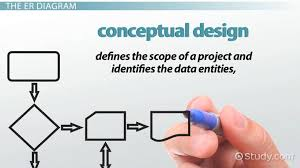 THE ER DIAGRAM
conceptual design
defines the scope of a project and
identifies the data entities,
Study.com